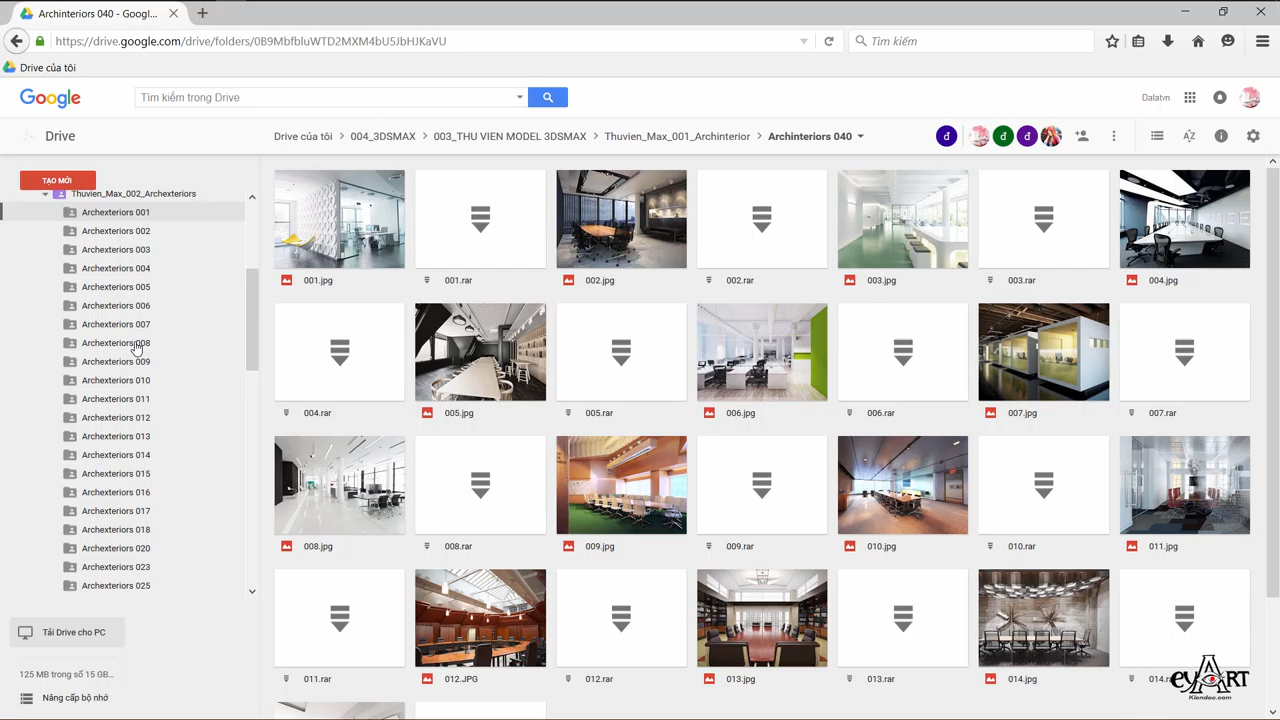 Archinteriors 040 - Googl...
https://drive.google.com/drive/folders/0B9MbfbluWTD2MXM4bU5JbHJKaVU
Tìm kiếm
Drive của tôi
Google
Tìm kiếm trong Drive
Dalatvn
Drive
Drive của tôi > 004_3DSMAX > 003_THU VIEN MODEL 3DSMAX > Thuvien_Max_001_Archinterior > Archinteriors 040
đ đ đ
TẠO MỚI
Thuvien_Max_002_Archexteriors
Archexteriors 001
Archexteriors 002
Archexteriors 003
Archexteriors 004
Archexteriors 005
Archexteriors 006
Archexteriors 007
Archexteriors 008
Archexteriors 009
Archexteriors 010
Archexteriors 011
Archexteriors 012
Archexteriors 013
Archexteriors 014
Archexteriors 015
Archexteriors 016
Archexteriors 017
Archexteriors 018
Archexteriors 020
Archexteriors 023
Archexteriors 025
Tải Drive cho PC
125 MB trong số 15 GB...
Nâng cấp bộ nhớ
001.jpg 001.rar 002.jpg 002.rar 003.jpg 003.rar 004.jpg
004.rar 005.jpg 005.rar 006.jpg 006.rar 007.jpg 007.rar
008.jpg 008.rar 009.jpg 009.rar 010.jpg 010.rar 011.jpg
011.rar 012.JPG 012.rar 013.jpg 013.rar 014.jpg 014.rar
eyART
Kiendee.com